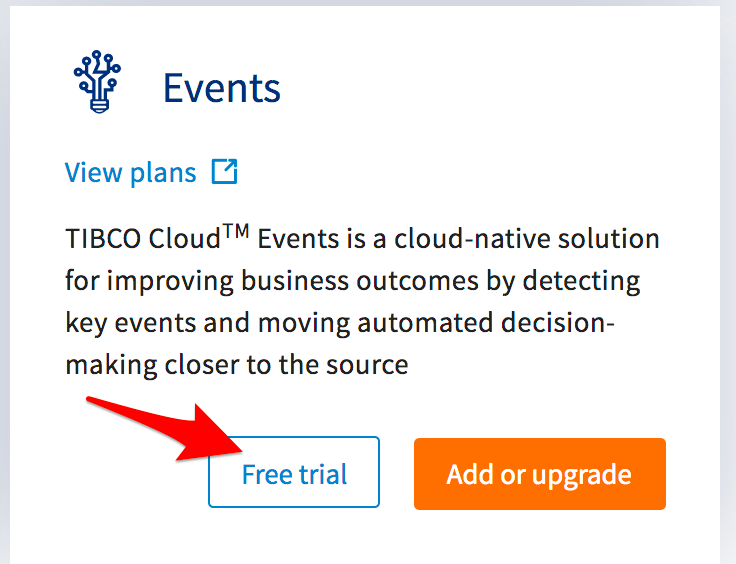 Events
View plans
TIBCO Cloud™ Events is a cloud-native solution
for improving business outcomes by detecting
key events and moving automated decision-
making closer to the source
Free trial
Add or upgrade